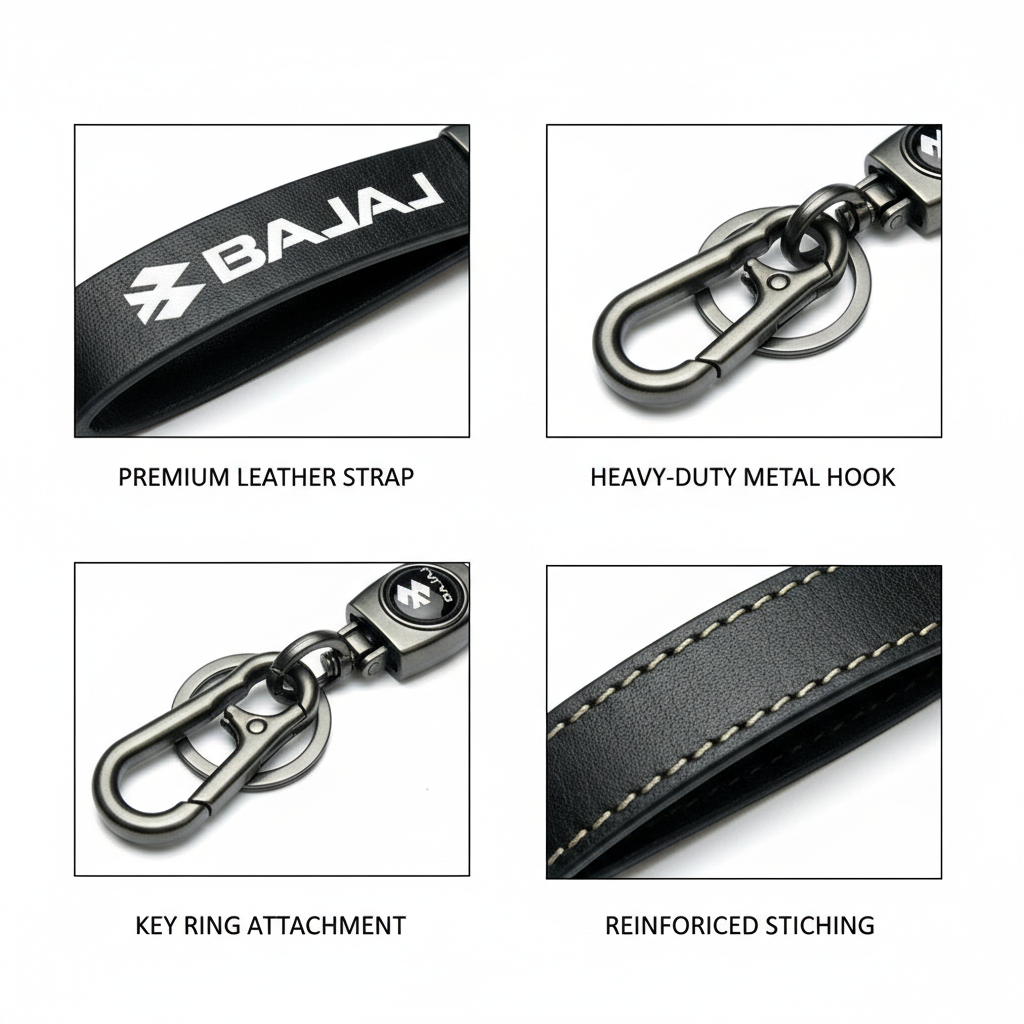 BAJAJ
PREMIUM LEATHER STRAP
HEAVY-DUTY METAL HOOK
KEY RING ATTACHMENT
REINFORICED STICHING